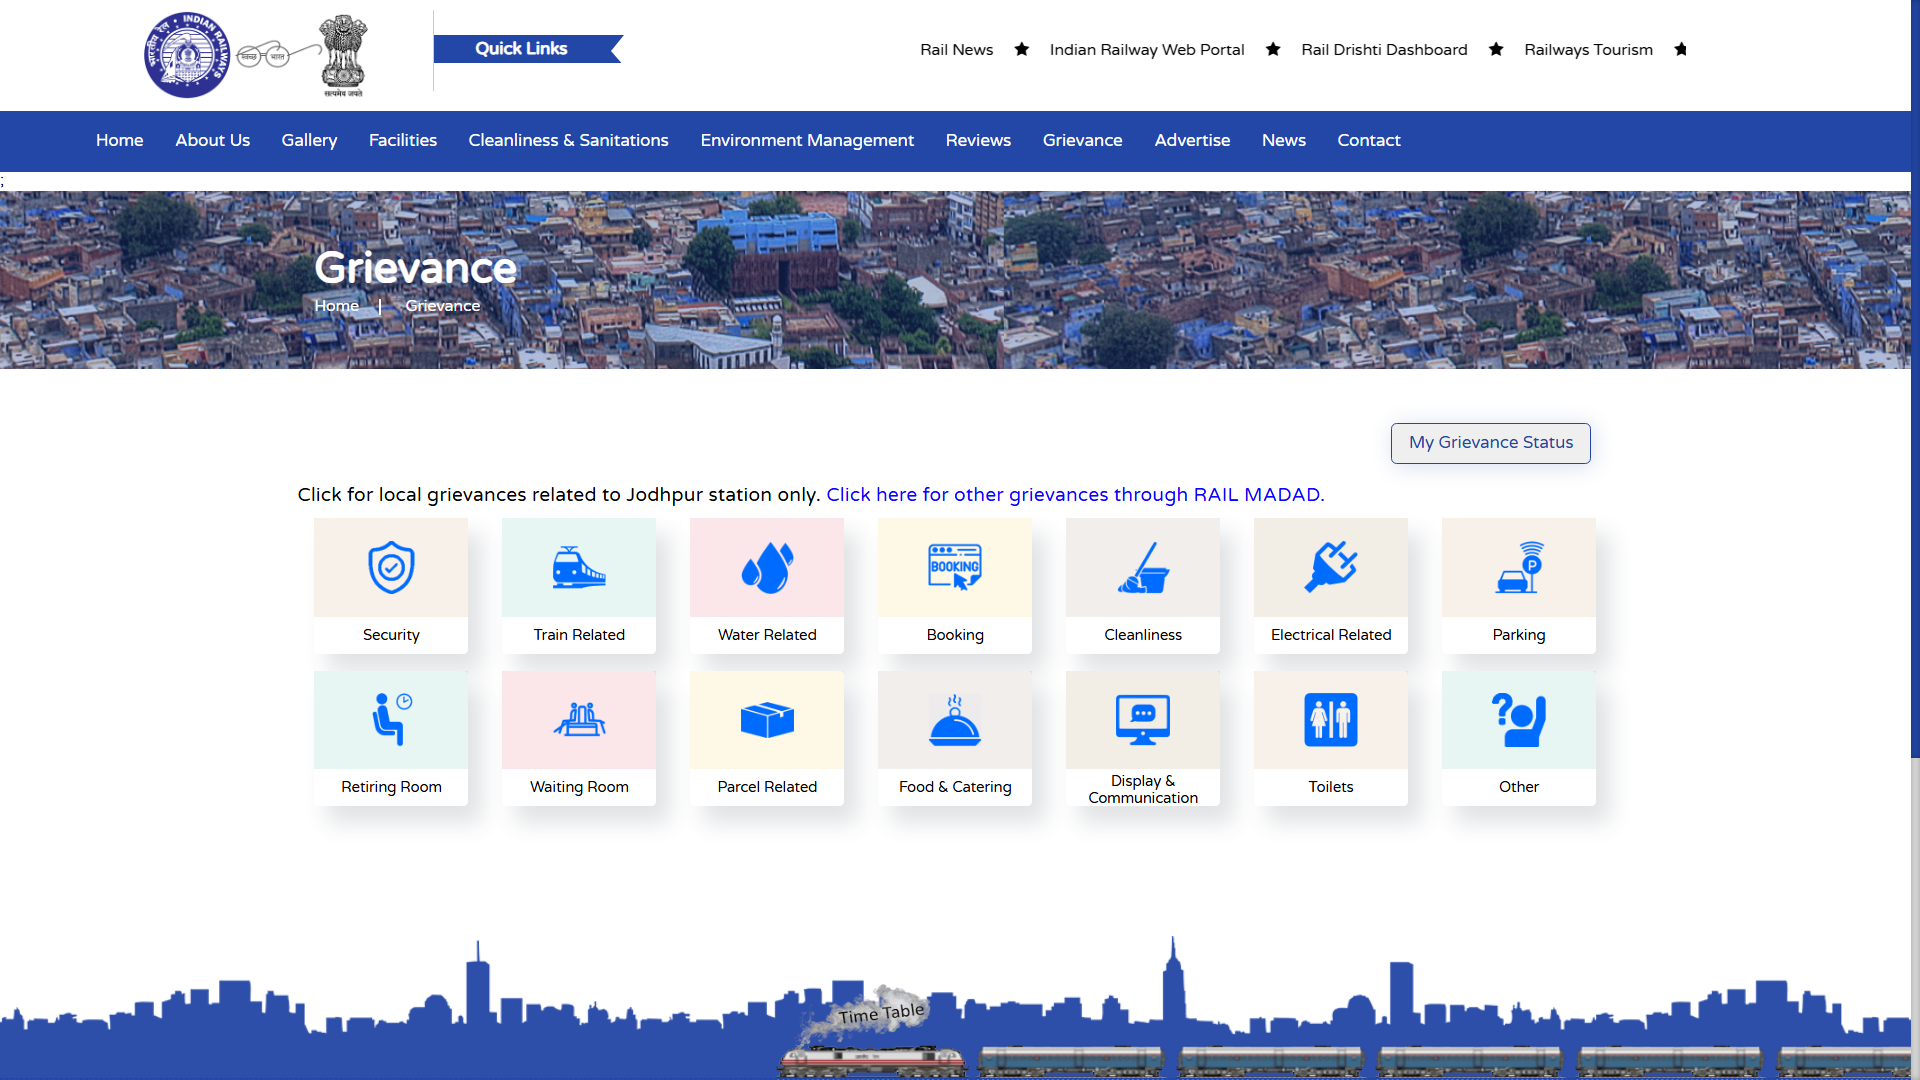 भारतीय रेल • INDIAN RAILWAYS
स्वच्छ भारत
सत्यमेव जयते
Quick Links
Rail News ★ Indian Railway Web Portal ★ Rail Drishti Dashboard ★ Railways Tourism ★
Home About Us Gallery Facilities Cleanliness & Sanitations Environment Management Reviews Grievance Advertise News Contact
;
Grievance
Home | Grievance
My Grievance Status
Click for local grievances related to Jodhpur station only. Click here for other grievances through RAIL MADAD.
BOOKING
P
Security Train Related Water Related Booking Cleanliness Electrical Related Parking
?
Retiring Room Waiting Room Parcel Related Food & Catering Display & Communication Toilets Other
Time Table